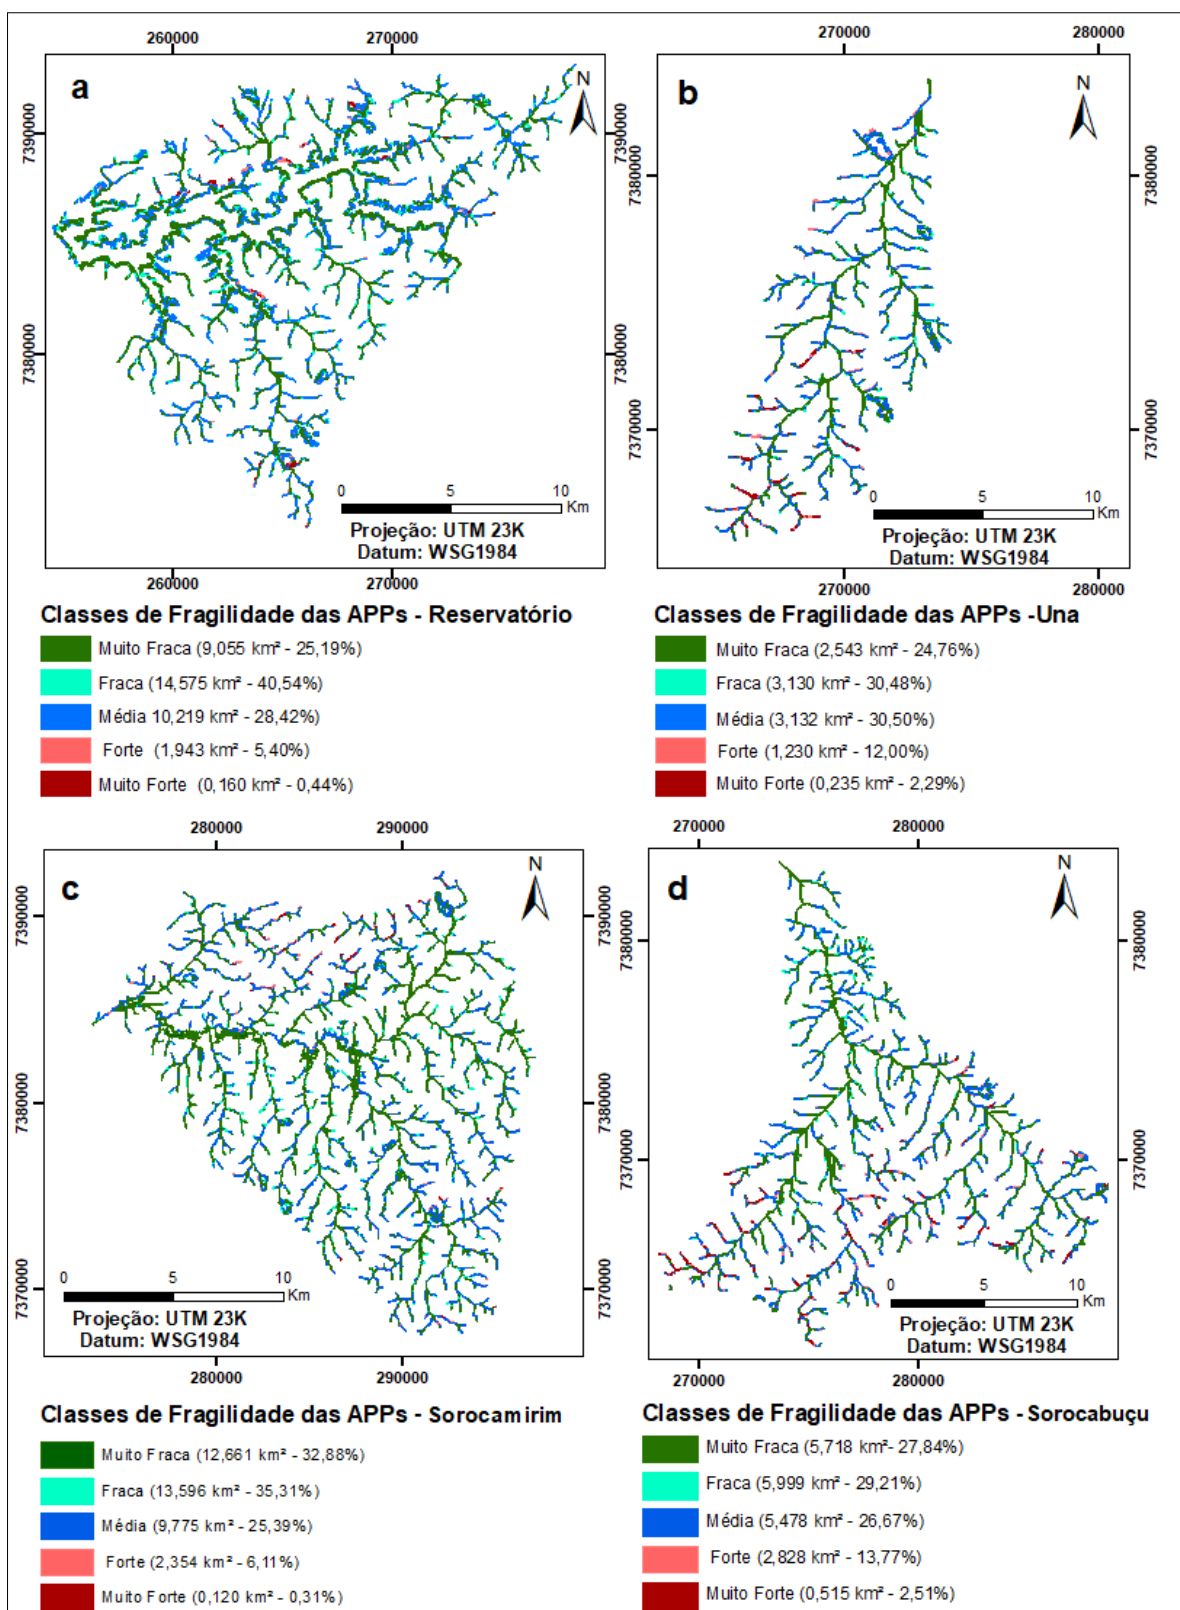 260000 270000
a
N
7390000 7390000
7380000 7380000
0 5 10
Km
Projeção: UTM 23K
Datum: WSG1984
260000 270000
Classes de Fragilidade das APPs - Reservatório
Muito Fraca (9,055 km² - 25,19%)
Fraca (14,575 km² - 40,54%)
Média 10,219 km² - 28,42%)
Forte (1,943 km² - 5,40%)
Muito Forte (0,160 km² - 0,44%)
270000 280000
b
N
7380000 7380000
7370000 7370000
0 5 10
Km
Projeção: UTM 23K
Datum: WSG1984
270000 280000
Classes de Fragilidade das APPs -Una
Muito Fraca (2,543 km² - 24,76%)
Fraca (3,130 km² - 30,48%)
Média (3,132 km² - 30,50%)
Forte (1,230 km² - 12,00%)
Muito Forte (0,235 km² - 2,29%)
280000 290000
c
N
7390000 7390000
7380000 7380000
7370000 7370000
0 5 10
Km
Projeção: UTM 23K
Datum: WSG1984
280000 290000
Classes de Fragilidade das APPs - Sorocamirim
Muito Fraca (12,661 km² - 32,88%)
Fraca (13,596 km² - 35,31%)
Média (9,775 km² - 25,39%)
Forte (2,354 km² - 6,11%)
Muito Forte (0,120 km² - 0,31%)
270000 280000
d
N
7380000 7380000
7370000 7370000
0 5 10
Km
Projeção: UTM 23K
Datum: WSG1984
270000 280000
Classes de Fragilidade das APPs - Sorocabuçu
Muito Fraca (5,718 km²- 27,84%)
Fraca (5,999 km² - 29,21%)
Média (5,478 km² - 26,67%)
Forte (2,828 km² - 13,77%)
Muito Forte (0,515 km² - 2,51%)